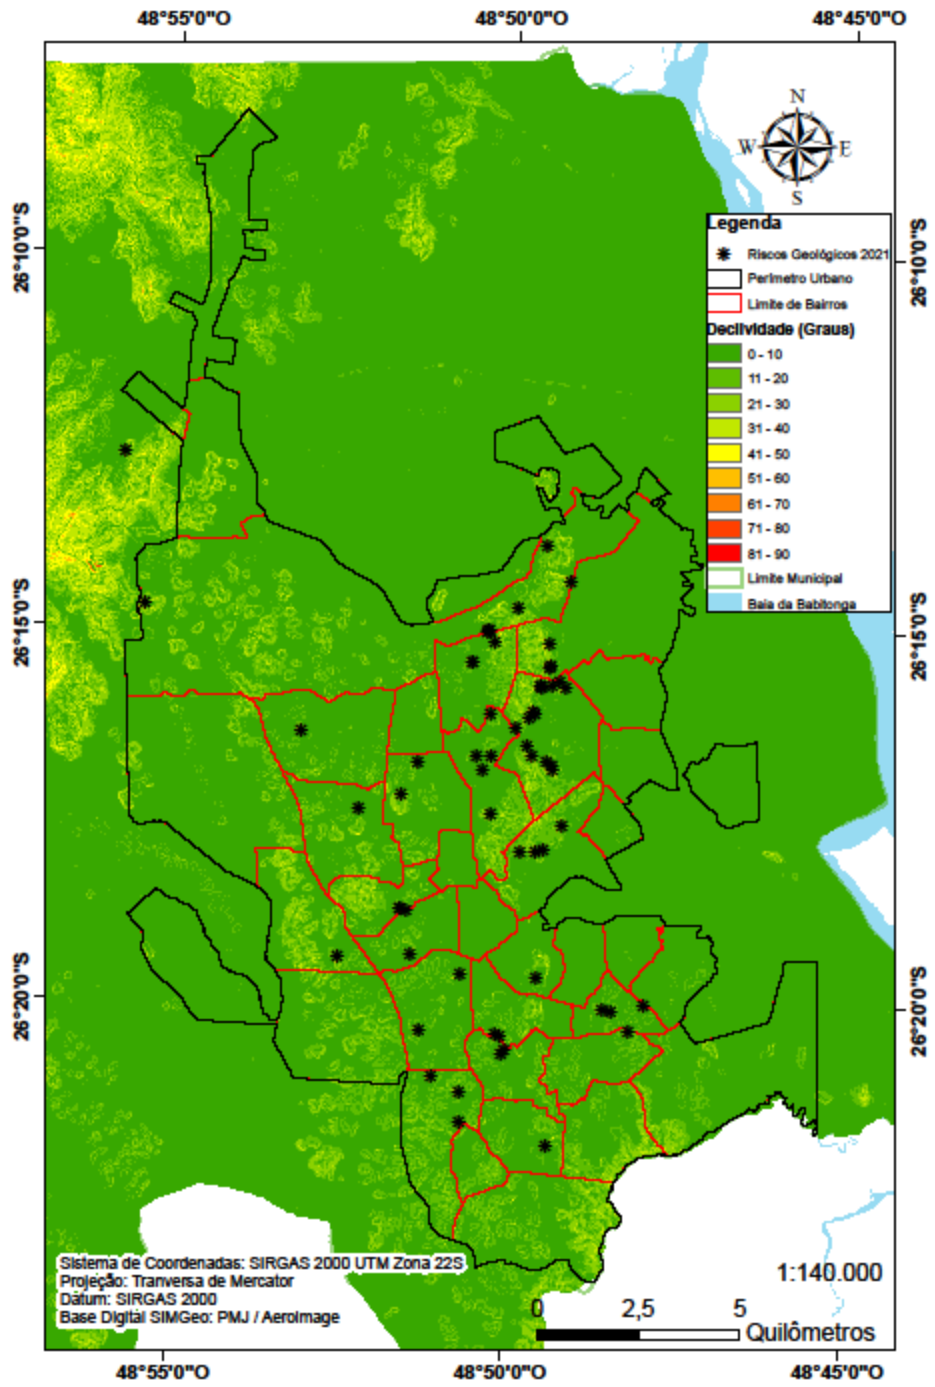 48°55'0"O 48°50'0"O 48°45'0"O
N
W E
S
26°10'0"S 26°10'0"S
Legenda
Riscos Geológicos 2021
Perímetro Urbano
Limite de Bairros
Declividade (Graus)
0 - 10
11 - 20
21 - 30
31 - 40
41 - 50
51 - 60
61 - 70
71 - 80
81 - 90
Limite Municipal
Baia da Babitonga
26°15'0"S 26°15'0"S
26°20'0"S 26°20'0"S
Sistema de Coordenadas: SIRGAS 2000 UTM Zona 22S
Projeção: Tranversa de Mercator
Datum: SIRGAS 2000
Base Digital SIMGeo: PMJ / Aeroimage
1:140.000
0 2,5 5
Quilômetros
48°55'0"O 48°50'0"O 48°45'0"O